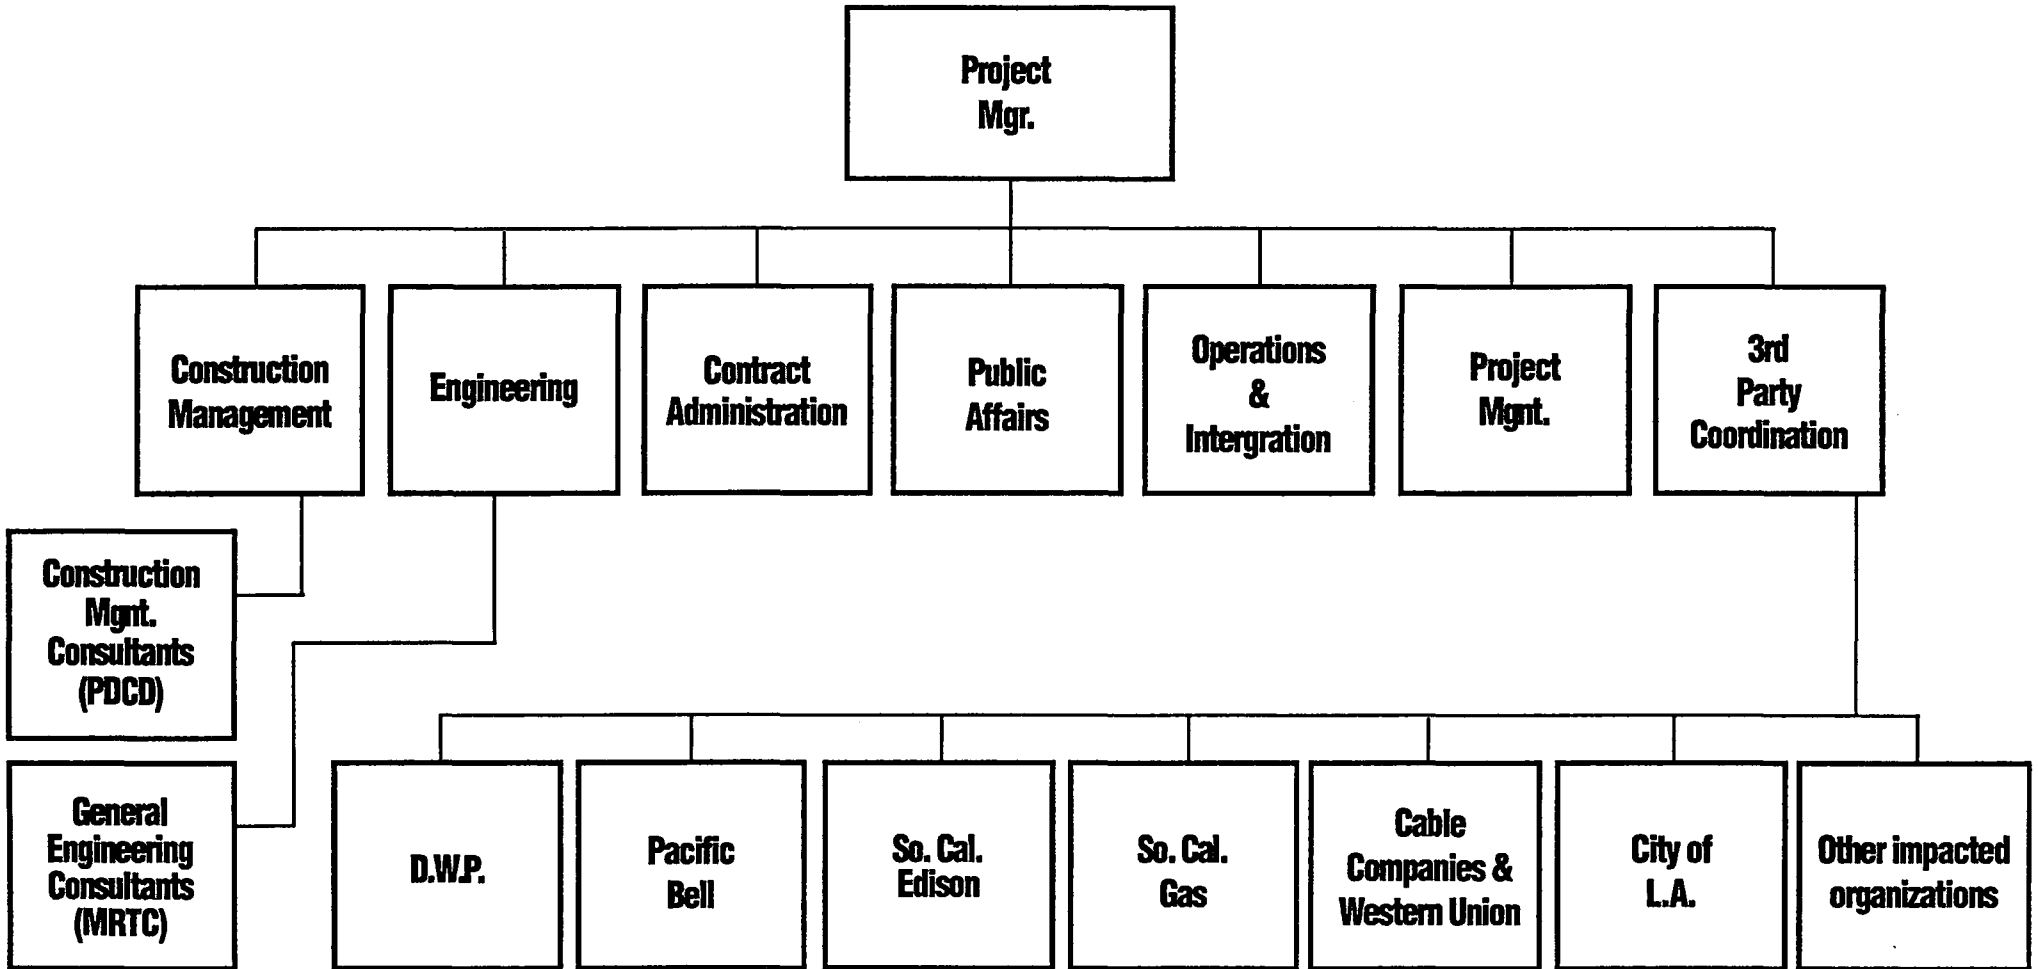 Project
Mgr.
Construction
Management
Engineering
Contract
Administration
Public
Affairs
Operations
&
Intergration
Project
Mgnt.
3rd
Party
Coordination
Construction
Mgnt.
Consultants
(PDCD)
General
Engineering
Consultants
(MRTC)
D.W.P.
Pacific
Bell
So. Cal.
Edison
So. Cal.
Gas
Cable
Companies &
Western Union
City of
L.A.
Other impacted
organizations